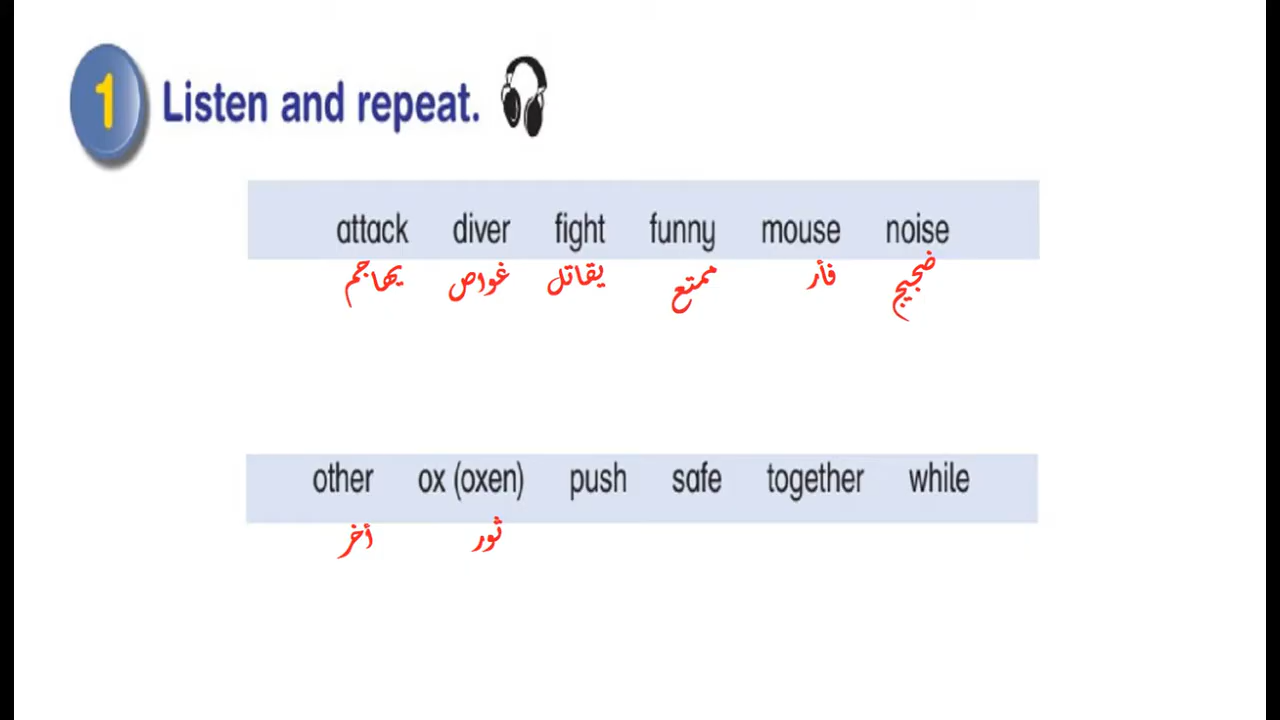 1 Listen and repeat.
attack diver fight funny mouse noise
يهاجم غواص يقاتل ممتع فأر ضجيج
other ox (oxen) push safe together while
أخر ثور